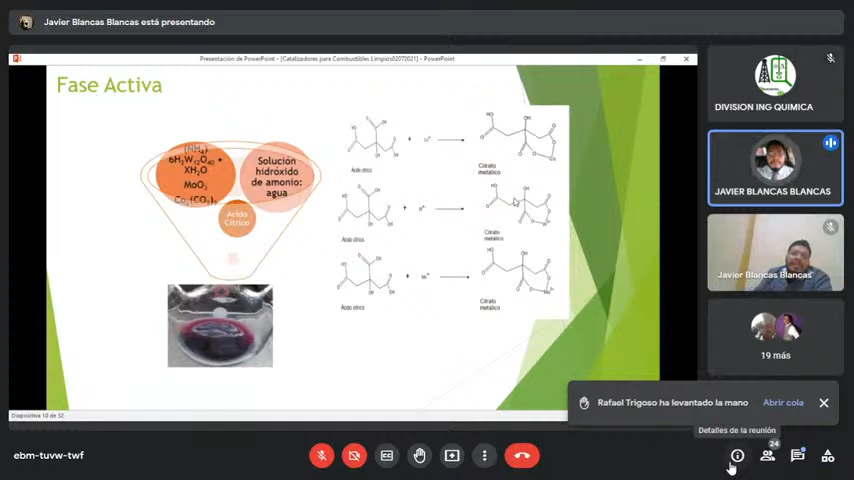 Javier Blancas Blancas está presentando
Presentación de PowerPoint - [Catalizadores para Combustibles Limpios02072021] - PowerPoint
Fase Activa
(NH4)
6H2W12O40 •
XH2O
MoO3
Solución
hidróxido
de amonio:
agua
Acido
Cítrico
Ácido cítrico
Citrato
metálico
Ácido cítrico
Citrato
metálico
Ácido cítrico
Citrato
metálico
Diapositiva 10 de 32
DIVISION ING QUIMICA
JAVIER BLANCAS BLANCAS
Javier Blancas Blancas
19 más
Rafael Trigoso ha levantado la mano
Abrir cola
Detalles de la reunión
ebm-tuvw-twf
24